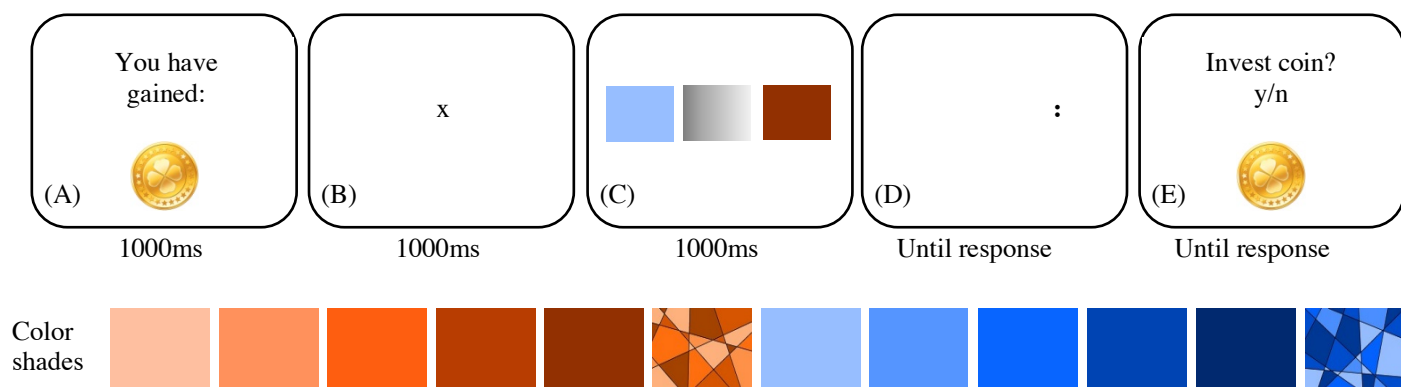 You have
gained:
(A)
1000ms
x
(B)
1000ms
(C)
1000ms
:
(D)
Until response
Invest coin?
y/n
(E)
Until response
Color
shades